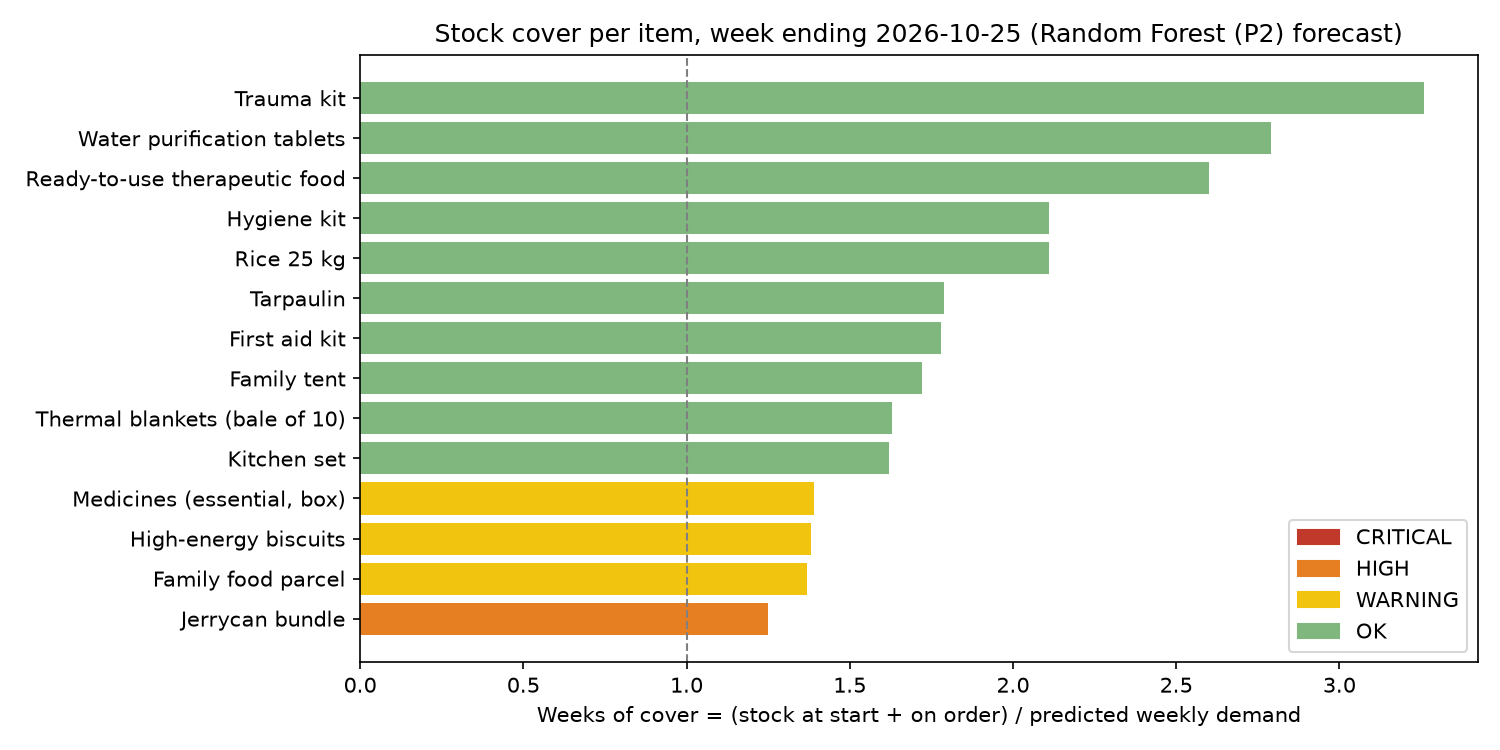 Stock cover per item, week ending 2026-10-25 (Random Forest (P2) forecast)
Trauma kit
Water purification tablets
Ready-to-use therapeutic food
Hygiene kit
Rice 25 kg
Tarpaulin
First aid kit
Family tent
Thermal blankets (bale of 10)
Kitchen set
Medicines (essential, box)
High-energy biscuits
Family food parcel
Jerrycan bundle
CRITICAL
HIGH
WARNING
OK
0.0 0.5 1.0 1.5 2.0 2.5 3.0
Weeks of cover = (stock at start + on order) / predicted weekly demand